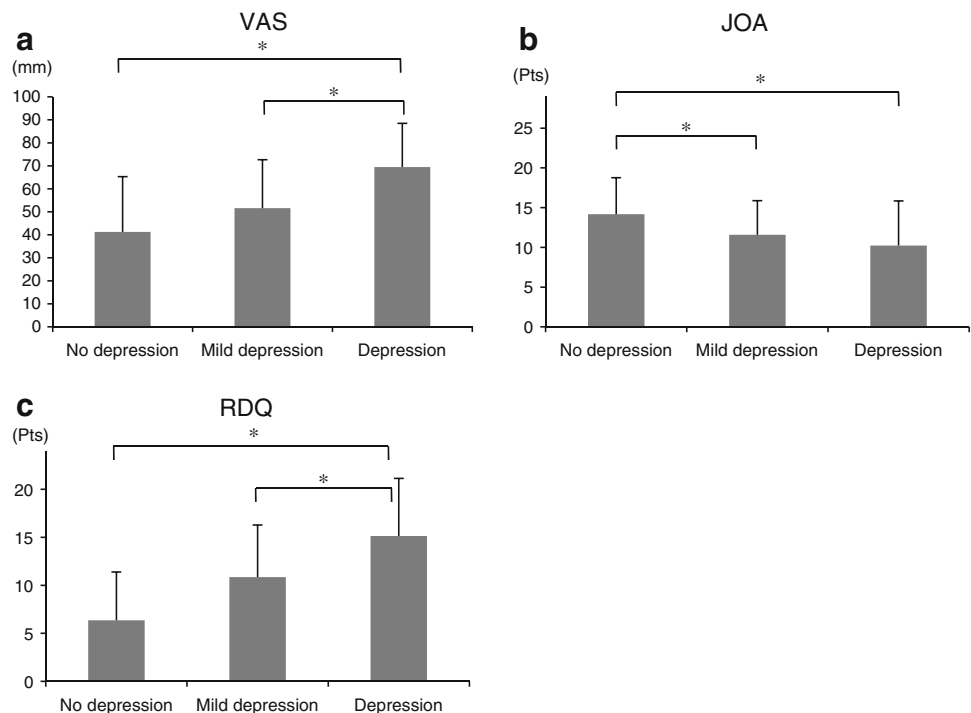 a
VAS
(mm)
*
*
100
90
80
70
60
50
40
30
20
10
0
No depression Mild depression Depression
b
JOA
(Pts)
*
*
25
20
15
10
5
0
No depression Mild depression Depression
c
RDQ
(Pts)
*
*
20
15
10
5
0
No depression Mild depression Depression